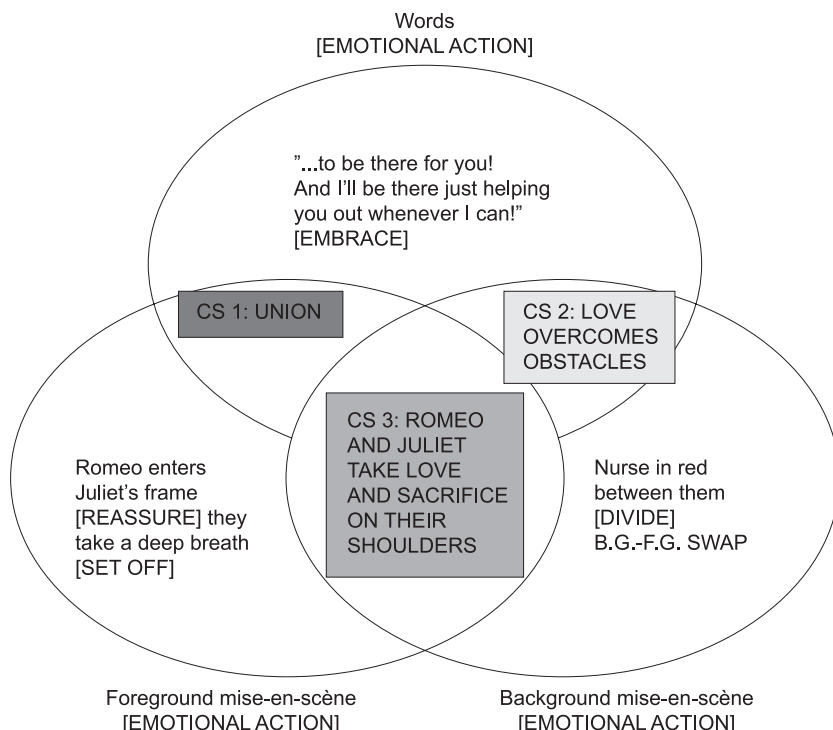 Words
[EMOTIONAL ACTION]
”...to be there for you!
And I’ll be there just helping
you out whenever I can!”
[EMBRACE]
CS 1: UNION
CS 2: LOVE
OVERCOMES
OBSTACLES
CS 3: ROMEO
AND JULIET
TAKE LOVE
AND SACRIFICE
ON THEIR
SHOULDERS
Romeo enters
Juliet’s frame
[REASSURE] they
take a deep breath
[SET OFF]
Nurse in red
between them
[DIVIDE]
B.G.-F.G. SWAP
Foreground mise-en-scène
[EMOTIONAL ACTION]
Background mise-en-scène
[EMOTIONAL ACTION]